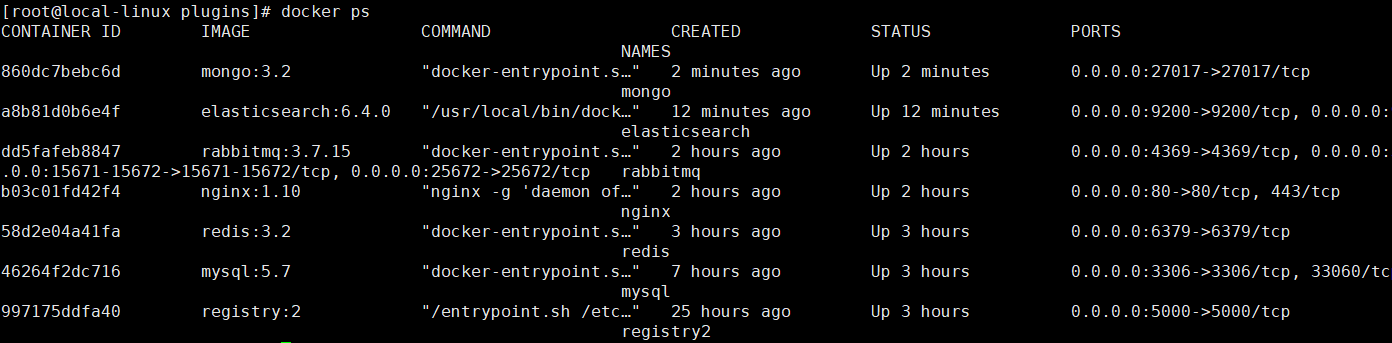 [root@local-linux plugins]# docker ps
CONTAINER ID        IMAGE                 COMMAND                  CREATED             STATUS              PORTS
                                                              NAMES
860dc7bebc6d        mongo:3.2             "docker-entrypoint.s…"   2 minutes ago       Up 2 minutes        0.0.0.0:27017->27017/tcp
                                                              mongo
a8b81d0b6e4f        elasticsearch:6.4.0   "/usr/local/bin/dock…"   12 minutes ago      Up 12 minutes       0.0.0.0:9200->9200/tcp, 0.0.0.0:
                                                              elasticsearch
dd5fafeb8847        rabbitmq:3.7.15       "docker-entrypoint.s…"   2 hours ago         Up 2 hours          0.0.0.0:4369->4369/tcp, 0.0.0.0:
.0.0:15671-15672->15671-15672/tcp, 0.0.0.0:25672->25672/tcp   rabbitmq
b03c01fd42f4        nginx:1.10            "nginx -g 'daemon of…"   2 hours ago         Up 2 hours          0.0.0.0:80->80/tcp, 443/tcp
                                                              nginx
58d2e04a41fa        redis:3.2             "docker-entrypoint.s…"   3 hours ago         Up 3 hours          0.0.0.0:6379->6379/tcp
                                                              redis
46264f2dc716        mysql:5.7             "docker-entrypoint.s…"   7 hours ago         Up 3 hours          0.0.0.0:3306->3306/tcp, 33060/tc
                                                              mysql
997175ddfa40        registry:2            "/entrypoint.sh /etc…"   25 hours ago        Up 3 hours          0.0.0.0:5000->5000/tcp
                                                              registry2